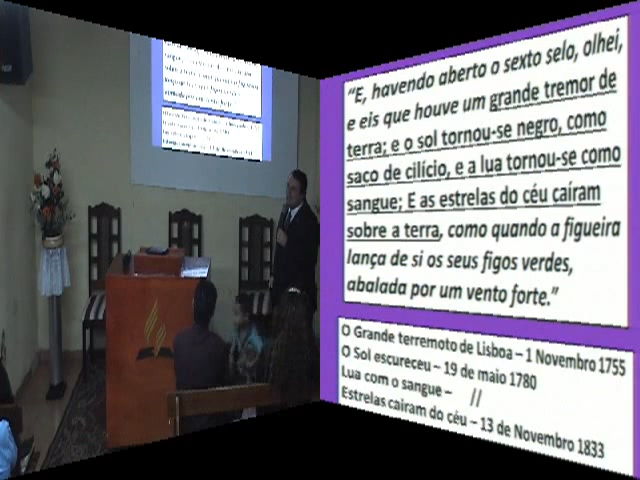 “E, havendo aberto o sexto selo, olhei,
e eis que houve um grande tremor de
terra; e o sol tornou-se negro, como
saco de cilício, e a lua tornou-se como
sangue; E as estrelas do céu caíram
sobre a terra, como quando a figueira
lança de si os seus figos verdes,
abalada por um vento forte.”
O Grande terremoto de Lisboa – 1 Novembro 1755
O Sol escureceu – 19 de maio 1780
Lua com o sangue – //
Estrelas cairam do céu – 13 de Novembro 1833